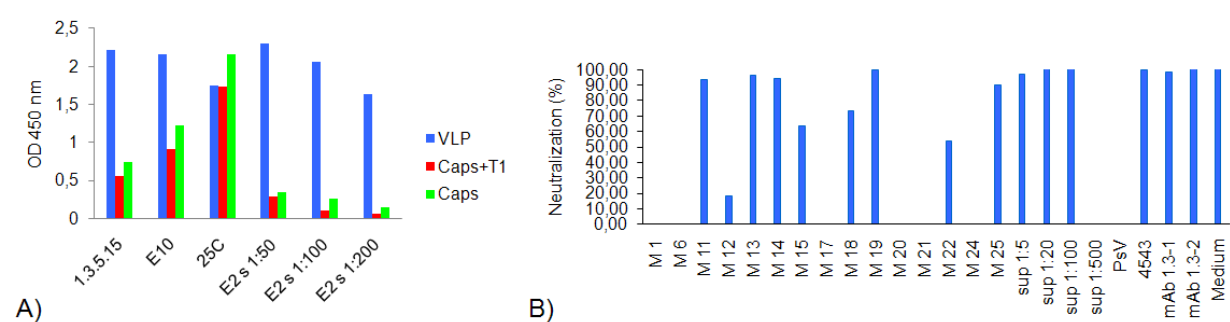 2,5
2
1,5
1
0,5
0
OD 450 nm
1.3.5.15
E10
25C
E2 s 1:50
E2 s 1:100
E2 s 1:200
VLP
Caps+T1
Caps
A)
100,00
90,00
80,00
70,00
60,00
50,00
40,00
30,00
20,00
10,00
0,00
Neutralization (%)
M 1
M 6
M 11
M 12
M 13
M 14
M 15
M 17
M 18
M 19
M 20
M 21
M 22
M 24
M 25
sup 1:5
sup 1:20
sup 1:100
sup 1:500
PsV
4543
mAb 1.3-1
mAb 1.3-2
Medium
B)